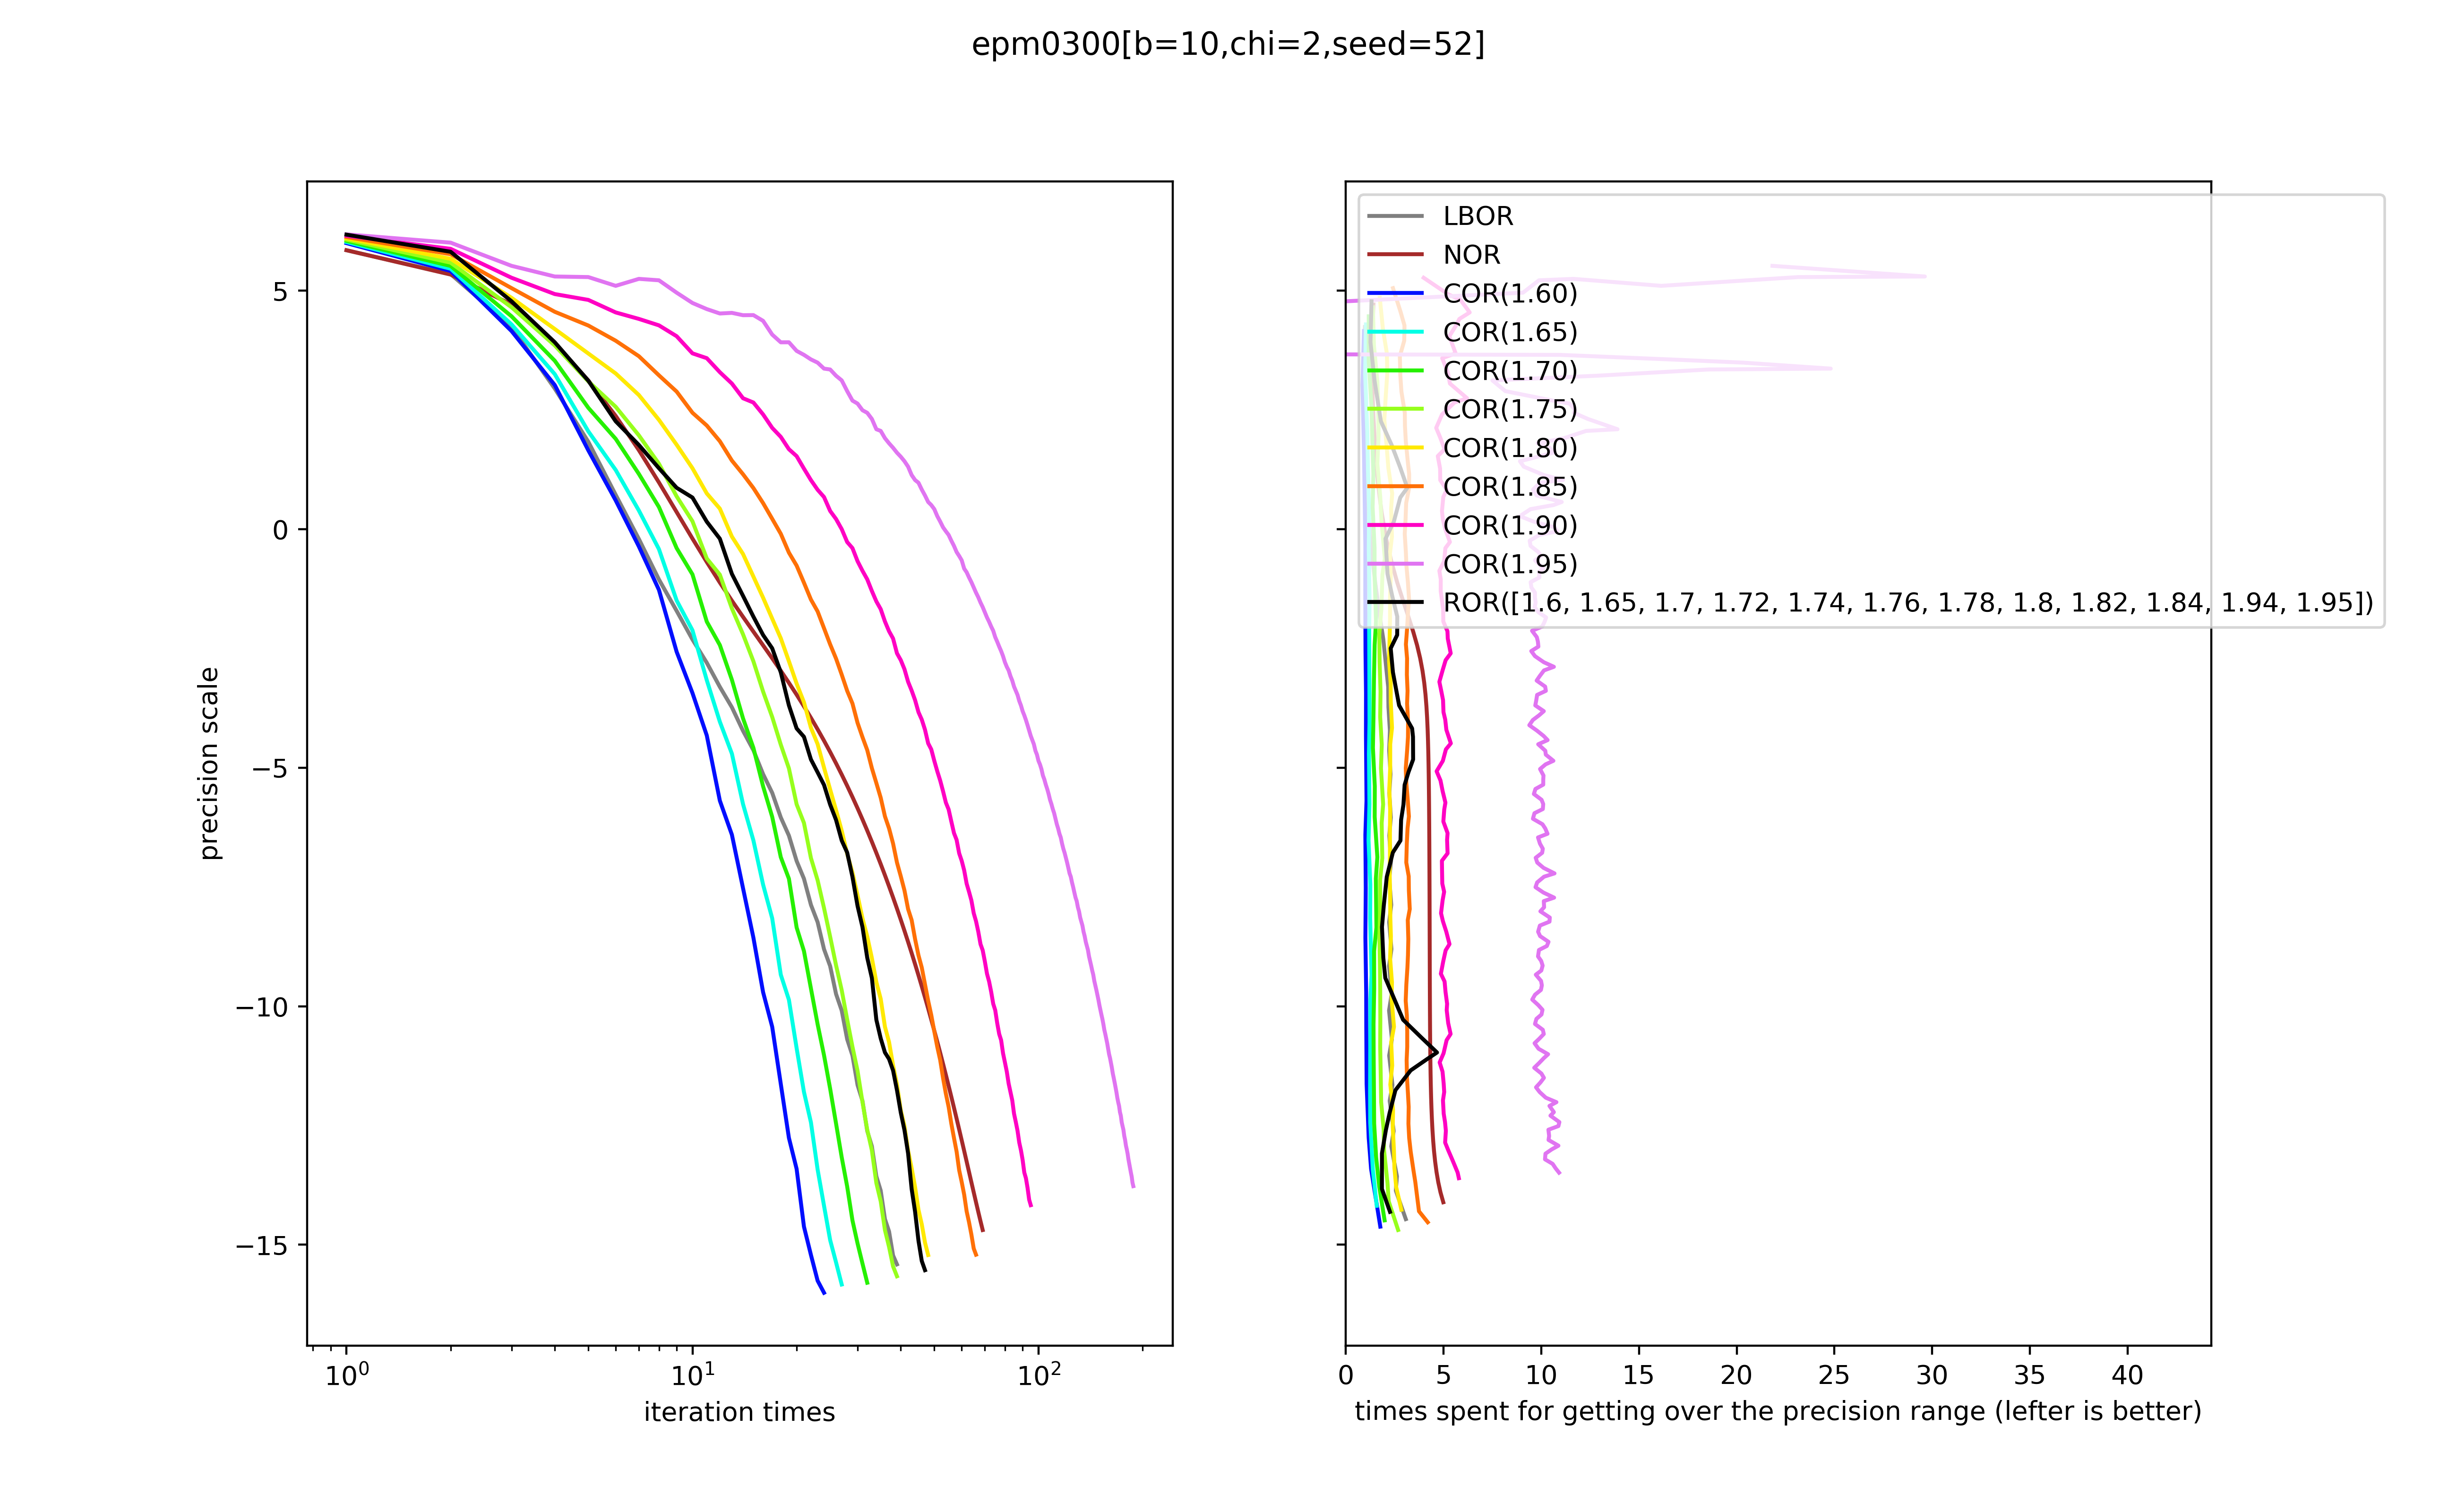 epm0300[b=10,chi=2,seed=52]
precision scale
5
0
−5
−10
−15
10⁰ 10¹ 10²
iteration times
LBOR
NOR
COR(1.60)
COR(1.65)
COR(1.70)
COR(1.75)
COR(1.80)
COR(1.85)
COR(1.90)
COR(1.95)
ROR([1.6, 1.65, 1.7, 1.72, 1.74, 1.76, 1.78, 1.8, 1.82, 1.84, 1.94, 1.95])
0 5 10 15 20 25 30 35 40
times spent for getting over the precision range (lefter is better)